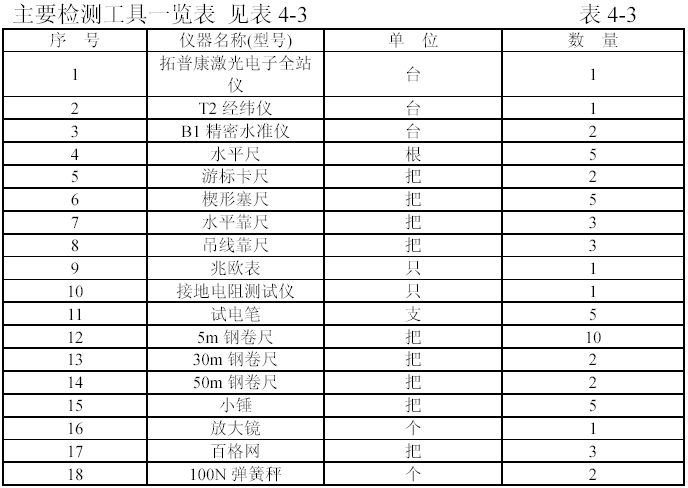 主要检测工具一览表 见表 4-3 表 4-3
序 号 仪器名称(型号) 单 位 数 量
1 拓普康激光电子全站仪 台 1
2 T2 经纬仪 台 1
3 B1 精密水准仪 台 2
4 水平尺 根 5
5 游标卡尺 把 2
6 楔形塞尺 把 5
7 水平靠尺 把 3
8 吊线靠尺 把 3
9 兆欧表 只 1
10 接地电阻测试仪 只 1
11 试电笔 支 5
12 5m 钢卷尺 把 10
13 30m 钢卷尺 把 2
14 50m 钢卷尺 把 2
15 小锤 把 5
16 放大镜 个 1
17 百格网 把 3
18 100N 弹簧秤 个 2